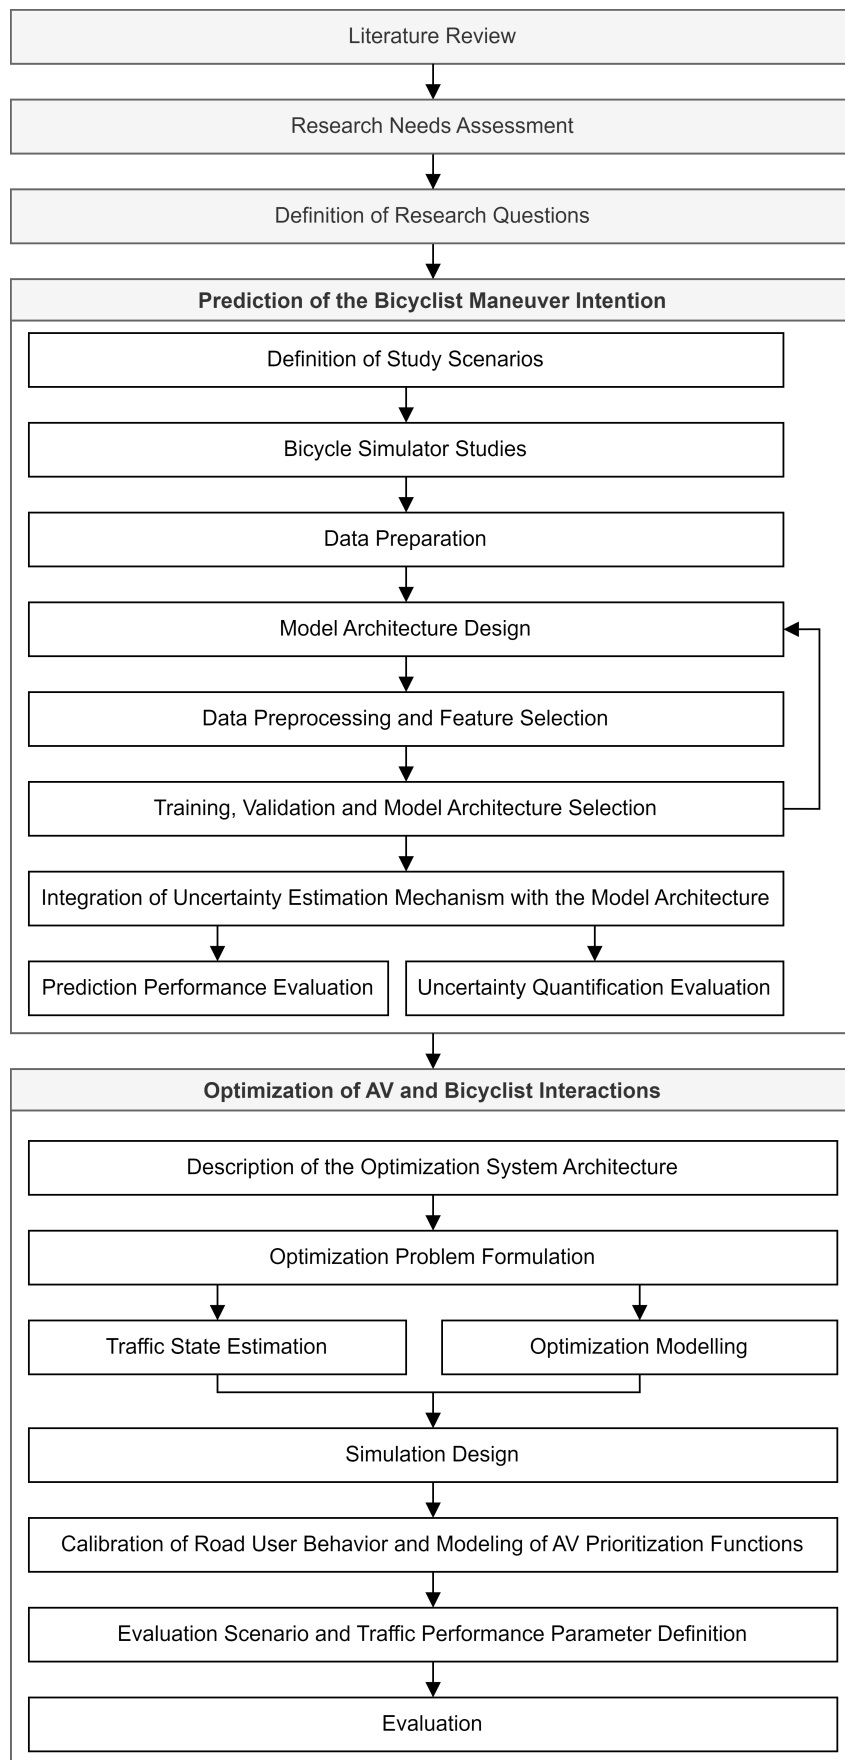 Literature Review
Research Needs Assessment
Definition of Research Questions
Prediction of the Bicyclist Maneuver Intention
Definition of Study Scenarios
Bicycle Simulator Studies
Data Preparation
Model Architecture Design
Data Preprocessing and Feature Selection
Training, Validation and Model Architecture Selection
Integration of Uncertainty Estimation Mechanism with the Model Architecture
Prediction Performance Evaluation
Uncertainty Quantification Evaluation
Optimization of AV and Bicyclist Interactions
Description of the Optimization System Architecture
Optimization Problem Formulation
Traffic State Estimation
Optimization Modelling
Simulation Design
Calibration of Road User Behavior and Modeling of AV Prioritization Functions
Evaluation Scenario and Traffic Performance Parameter Definition
Evaluation